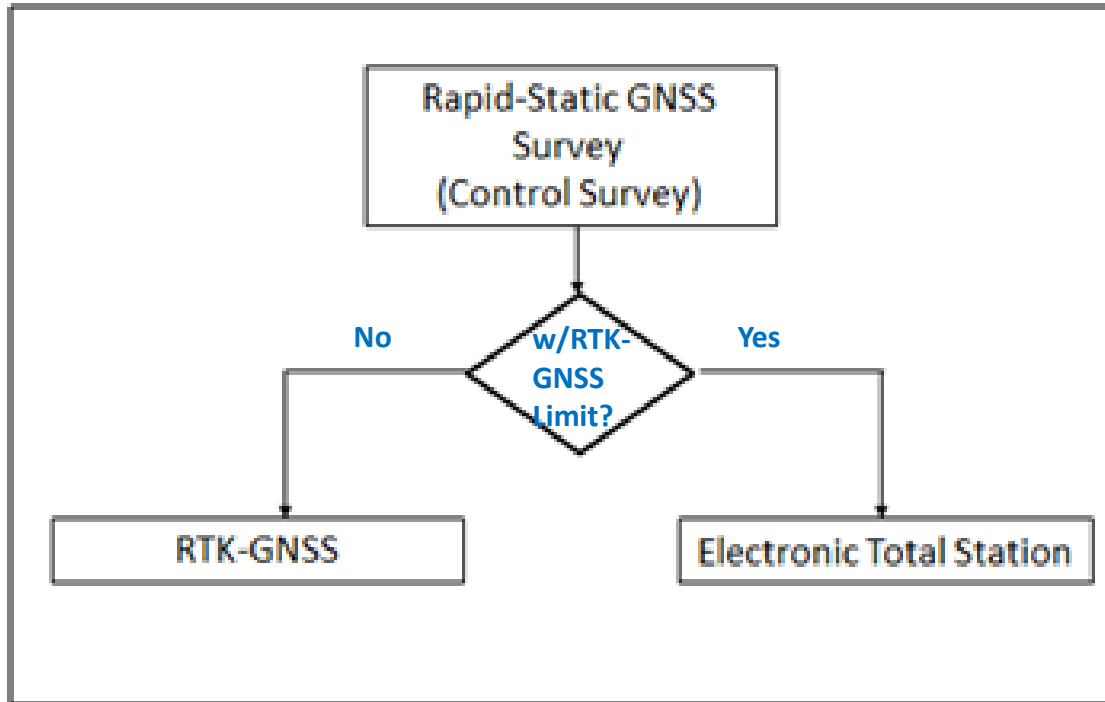 Rapid-Static GNSS
Survey
(Control Survey)
No
w/RTK-
GNSS
Limit?
Yes
RTK-GNSS
Electronic Total Station